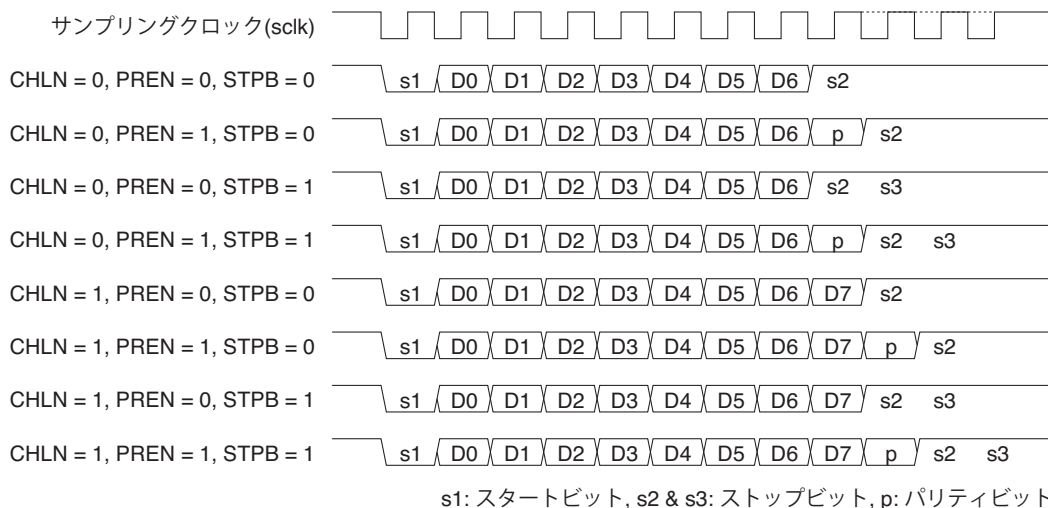 サンプリングクロック(sclk)
CHLN = 0, PREN = 0, STPB = 0 s1 D0 D1 D2 D3 D4 D5 D6 s2
CHLN = 0, PREN = 1, STPB = 0 s1 D0 D1 D2 D3 D4 D5 D6 p s2
CHLN = 0, PREN = 0, STPB = 1 s1 D0 D1 D2 D3 D4 D5 D6 s2 s3
CHLN = 0, PREN = 1, STPB = 1 s1 D0 D1 D2 D3 D4 D5 D6 p s2 s3
CHLN = 1, PREN = 0, STPB = 0 s1 D0 D1 D2 D3 D4 D5 D6 D7 s2
CHLN = 1, PREN = 1, STPB = 0 s1 D0 D1 D2 D3 D4 D5 D6 D7 p s2
CHLN = 1, PREN = 0, STPB = 1 s1 D0 D1 D2 D3 D4 D5 D6 D7 s2 s3
CHLN = 1, PREN = 1, STPB = 1 s1 D0 D1 D2 D3 D4 D5 D6 D7 p s2 s3
s1: スタートビット, s2 & s3: ストップビット, p: パリティビット